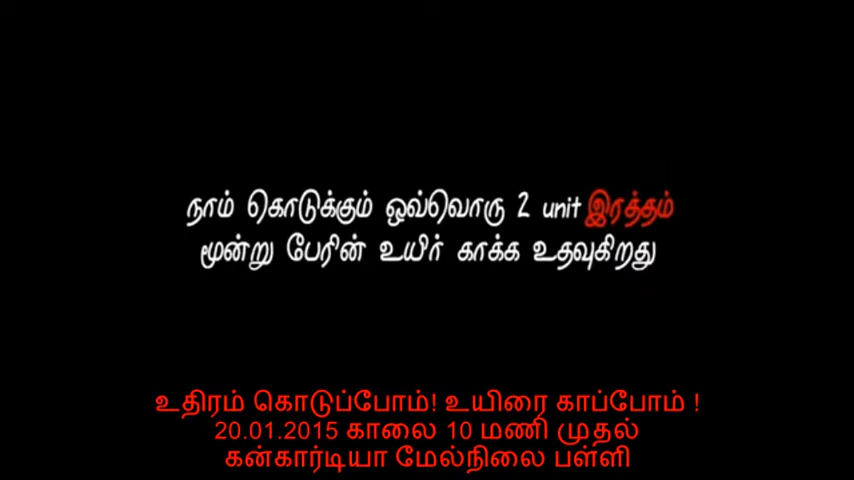 நாம் கொடுக்கும் ஒவ்வொரு 2 unit இரத்தம்
மூன்று பேரின் உயிர் காக்க உதவுகிறது
உதிரம் கொடுப்போம்! உயிரை காப்போம் !
20.01.2015 காலை 10 மணி முதல்
கன்கார்டியா மேல்நிலை பள்ளி